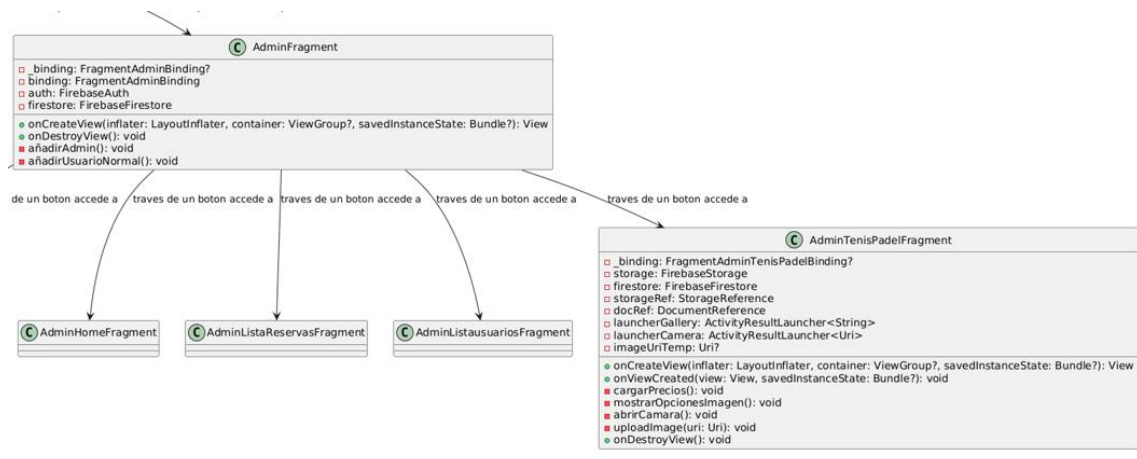 C AdminFragment
_binding: FragmentAdminBinding?
binding: FragmentAdminBinding
auth: FirebaseAuth
firestore: FirebaseFirestore
onCreateView(inflater: LayoutInflater, container: ViewGroup?, savedInstanceState: Bundle?): View
onDestroyView(): void
añadirAdmin(): void
añadirUsuarioNormal(): void
de un boton accede a
traves de un boton accede a
traves de un boton accede a
traves de un boton accede a
traves de un boton accede a
C AdminTenisPadelFragment
_binding: FragmentAdminTenisPadelBinding?
storage: FirebaseStorage
firestore: FirebaseFirestore
storageRef: StorageReference
docRef: DocumentReference
launcherGallery: ActivityResultLauncher<String>
launcherCamera: ActivityResultLauncher<Uri>
imageUriTemp: Uri?
onCreateView(inflater: LayoutInflater, container: ViewGroup?, savedInstanceState: Bundle?): View
onViewCreated(view: View, savedInstanceState: Bundle?): void
cargarPrecios(): void
mostrarOpcionesImagen(): void
abrirCamara(): void
uploadImage(uri: Uri): void
onDestroyView(): void
C AdminHomeFragment
C AdminListaReservasFragment
C AdminListausuariosFragment